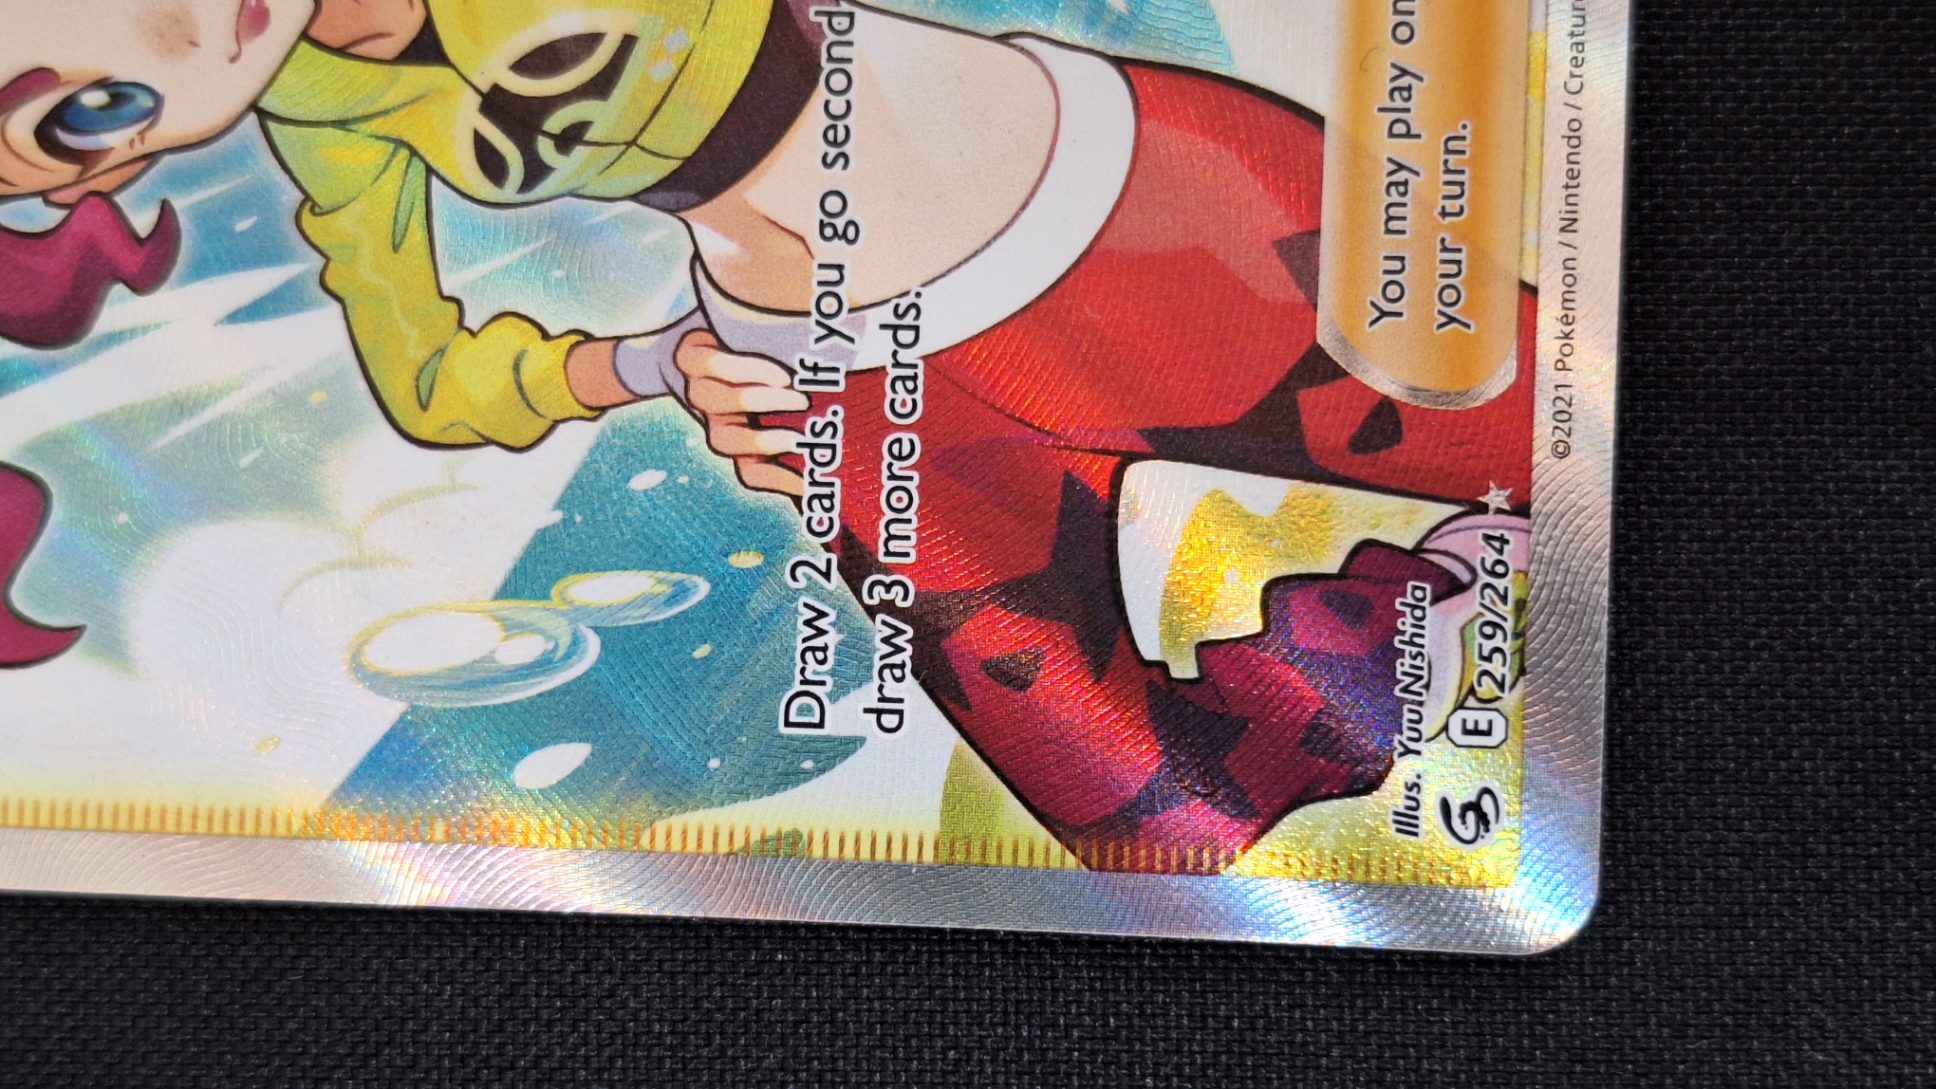 Draw 2 cards. If you go second,
draw 3 more cards.
You may play on
your turn.
Illus. Yuu Nishida
E 259/264
©2021 Pokémon / Nintendo / Creature